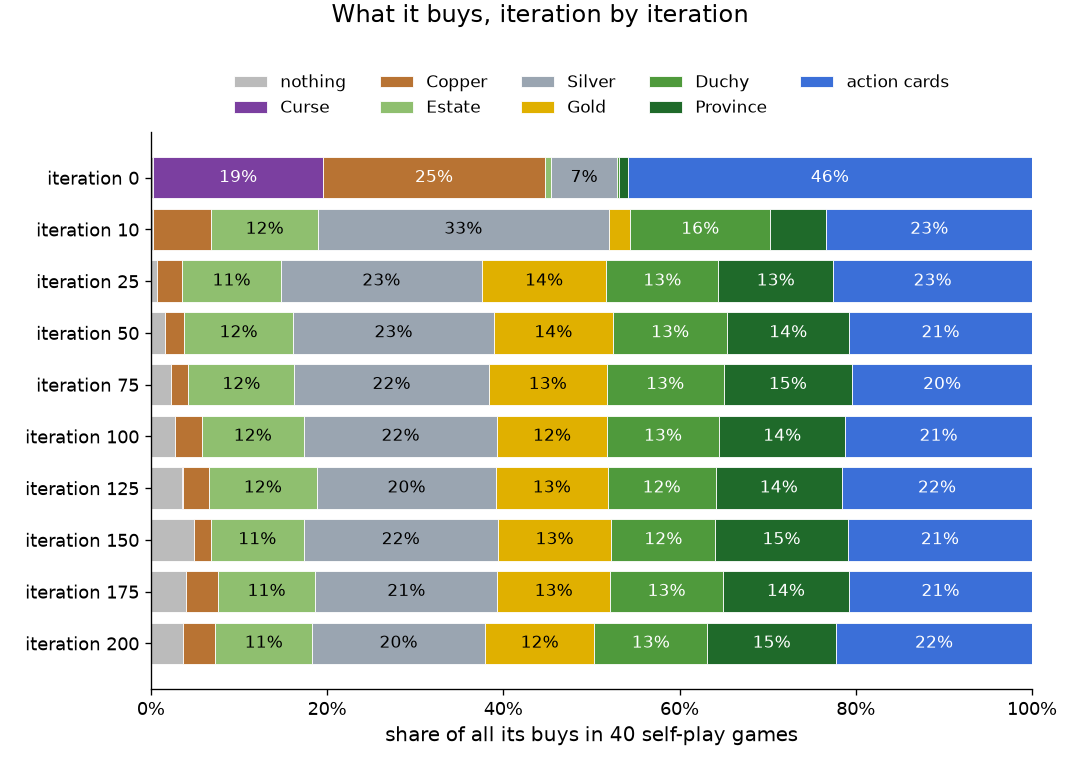 What it buys, iteration by iteration
nothing Copper Silver Duchy action cards
Curse Estate Gold Province
iteration 0 19% 25% 7% 46%
iteration 10 12% 33% 16% 23%
iteration 25 11% 23% 14% 13% 13% 23%
iteration 50 12% 23% 14% 13% 14% 21%
iteration 75 12% 22% 13% 13% 15% 20%
iteration 100 12% 22% 12% 13% 14% 21%
iteration 125 12% 20% 13% 12% 14% 22%
iteration 150 11% 22% 13% 12% 15% 21%
iteration 175 11% 21% 13% 13% 14% 21%
iteration 200 11% 20% 12% 13% 15% 22%
0% 20% 40% 60% 80% 100%
share of all its buys in 40 self-play games